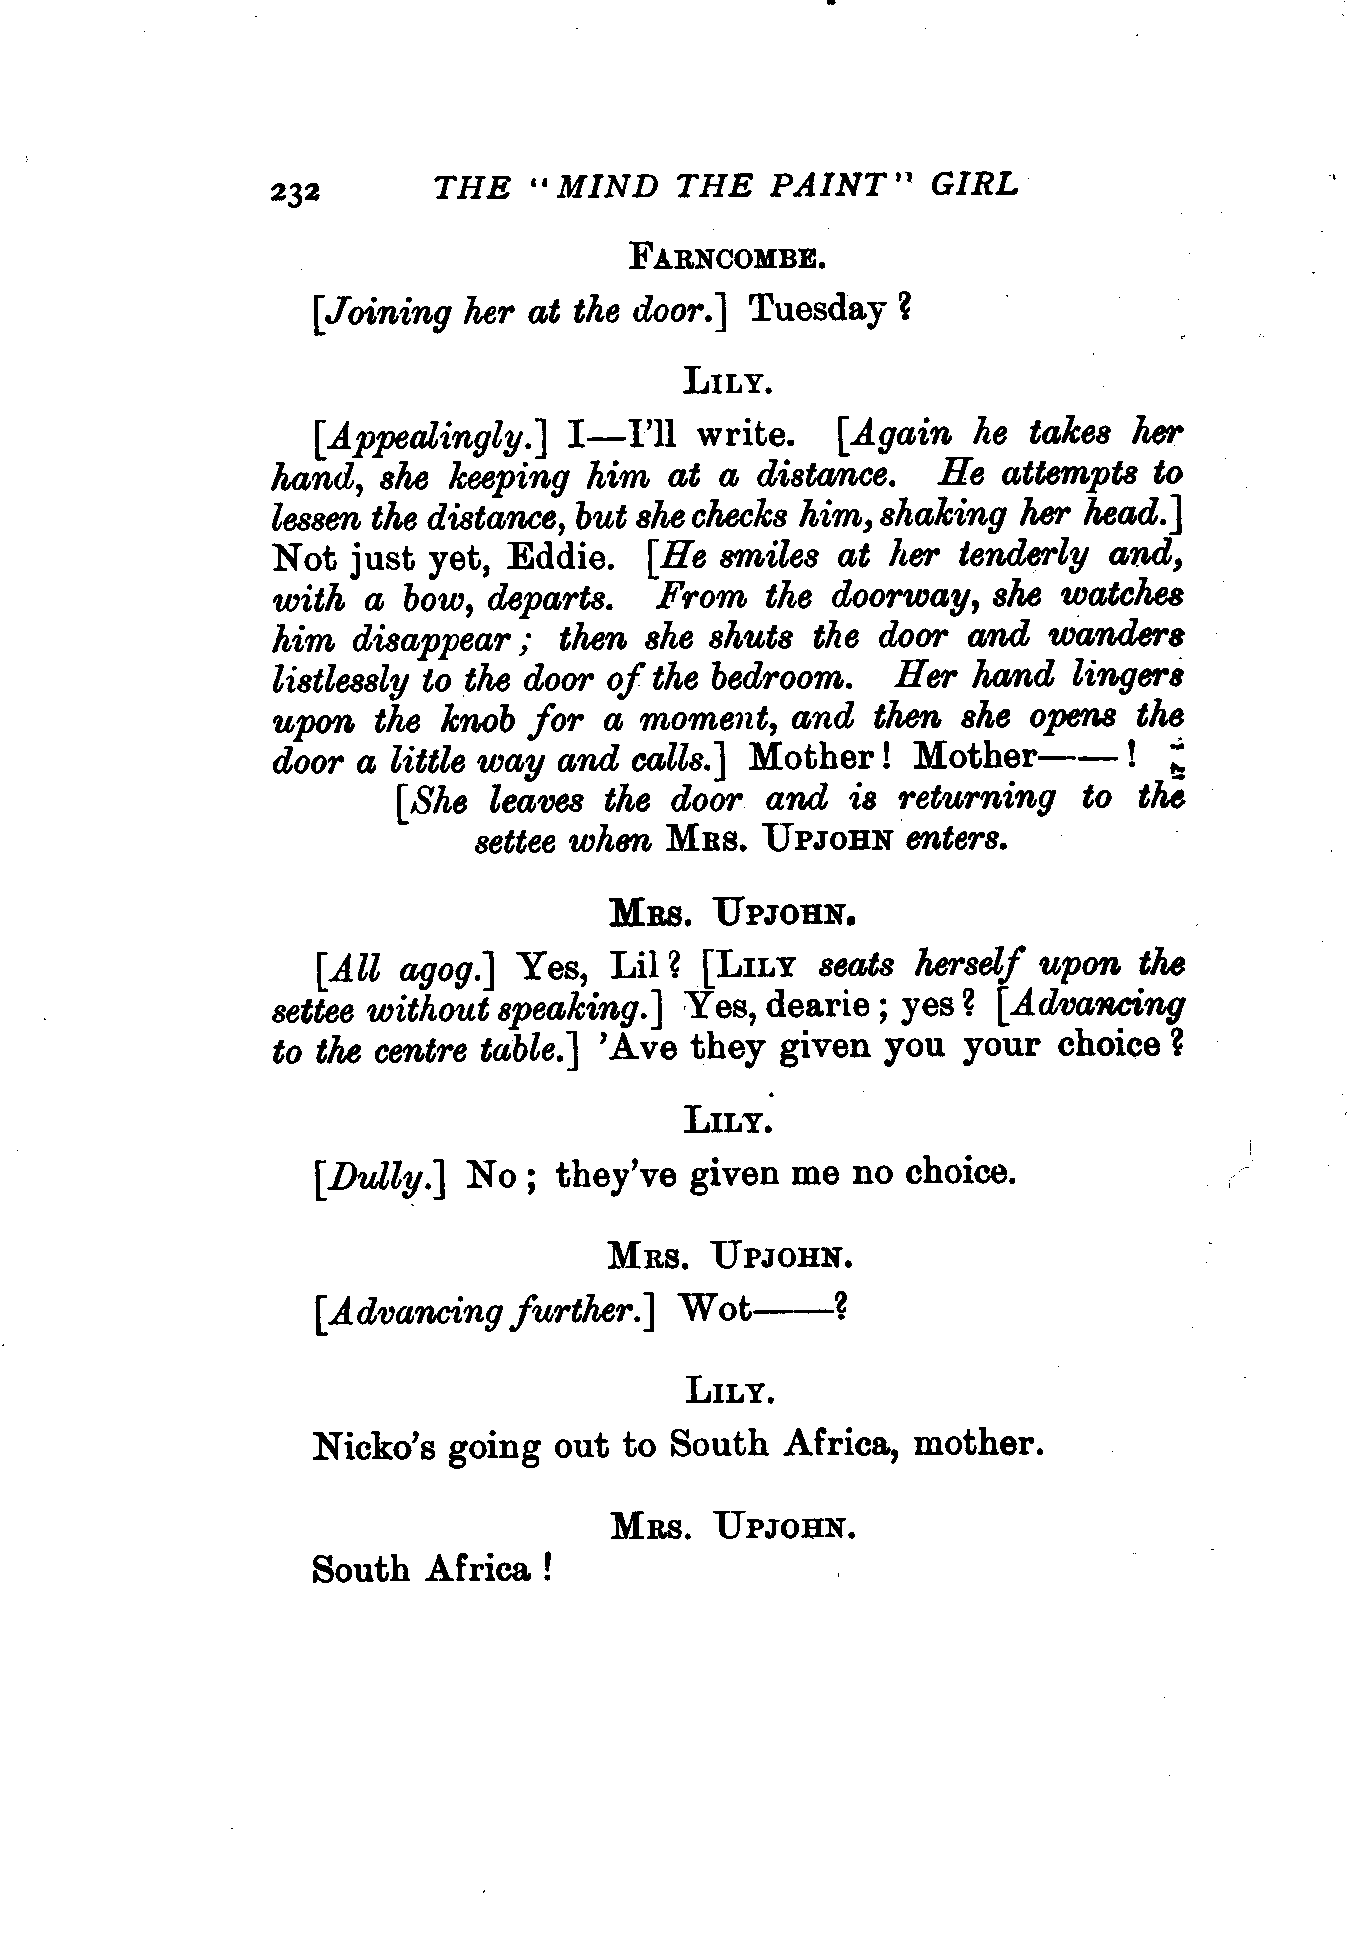 232 THE "MIND THE PAINT" GIRL
FARNCOMBE.
[Joining her at the door.] Tuesday?
LILY.
[Appealingly.] I—I'll write. [Again he takes her
hand, she keeping him at a distance. He attempts to
lessen the distance, but she checks him, shaking her head.]
Not just yet, Eddie. [He smiles at her tenderly and,
with a bow, departs. From the doorway, she watches
him disappear; then she shuts the door and wanders
listlessly to the door of the bedroom. Her hand lingers
upon the knob for a moment, and then she opens the
door a little way and calls.] Mother! Mother——!
[She leaves the door and is returning to the
settee when MRS. UPJOHN enters.
MRS. UPJOHN.
[All agog.] Yes, Lil? [LILY seats herself upon the
settee without speaking.] Yes, dearie; yes? [Advancing
to the centre table.] 'Ave they given you your choice?
LILY.
[Dully.] No; they've given me no choice.
MRS. UPJOHN.
[Advancing further.] Wot——?
LILY.
Nicko's going out to South Africa, mother.
MRS. UPJOHN.
South Africa!